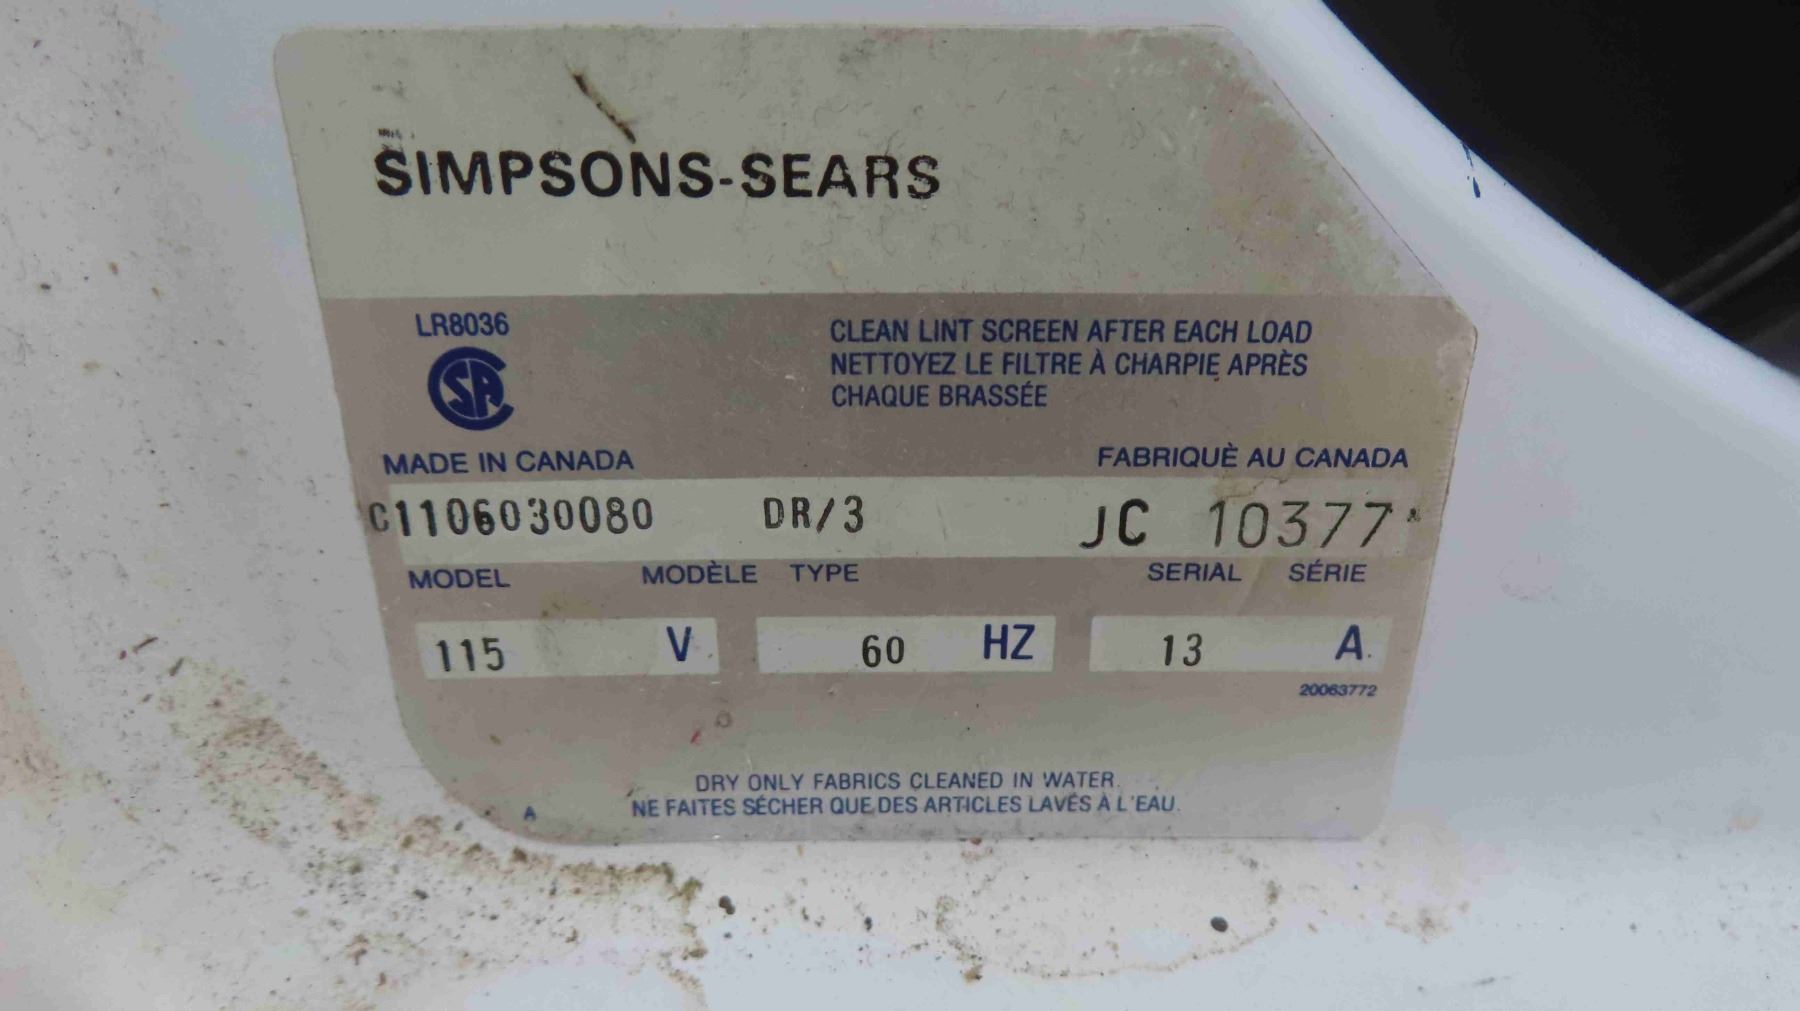 SIMPSONS-SEARS
LR8036
CSA
CLEAN LINT SCREEN AFTER EACH LOAD
NETTOYEZ LE FILTRE À CHARPIE APRÈS
CHAQUE BRASSÉE
MADE IN CANADA FABRIQUÈ AU CANADA
C1106030080 DR/3 JC 10377
MODEL MODÈLE TYPE SERIAL SÉRIE
115 V 60 HZ 13 A.
20063772
DRY ONLY FABRICS CLEANED IN WATER.
NE FAITES SÉCHER QUE DES ARTICLES LAVÉS À L'EAU.
A